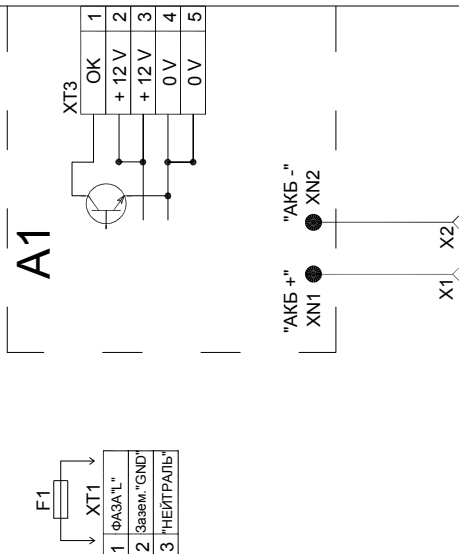 A1
XT3
OK 1
+ 12 V 2
+ 12 V 3
0 V 4
0 V 5
"АКБ +"
XN1
"АКБ -"
XN2
X1
X2
F1
XT1
1 ФАЗА"L"
2 Зазем."GND"
3 "НЕЙТРАЛЬ"